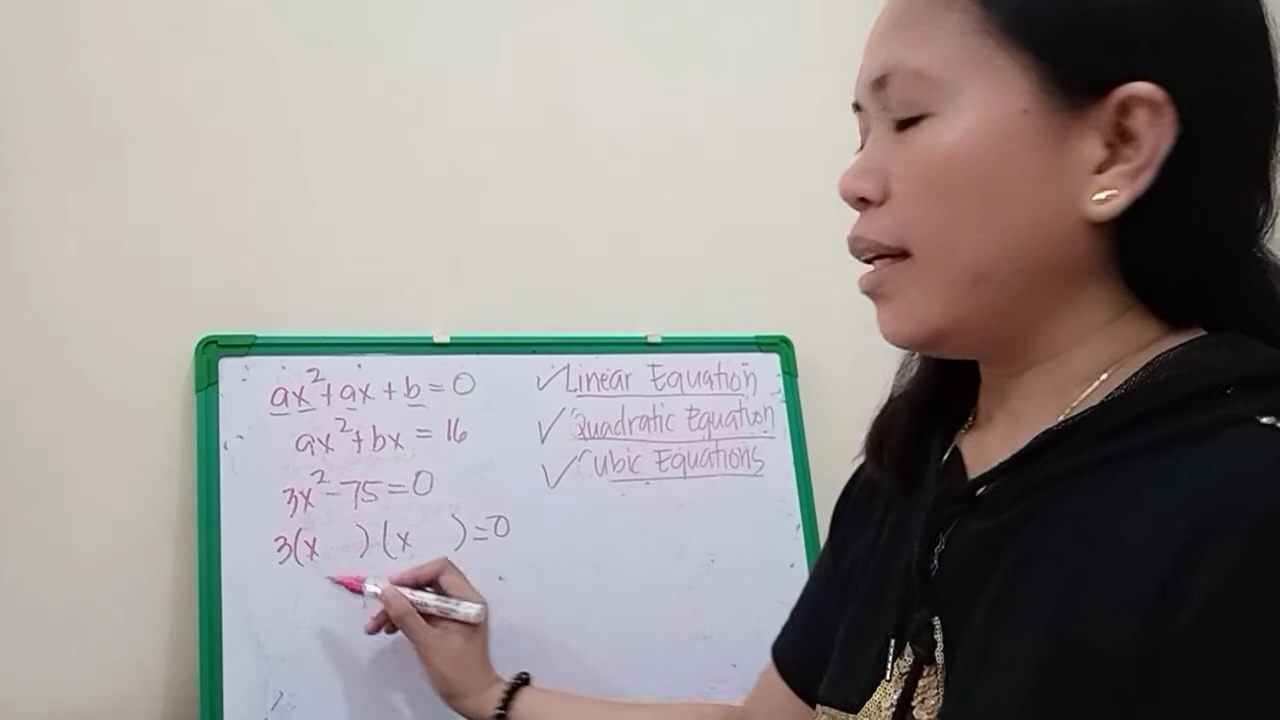 ax²+ax+b=0
ax²+bx=16
3x²-75=0
3(x )(x )=0
✓Linear Equation
✓Quadratic Equation
✓Cubic Equations